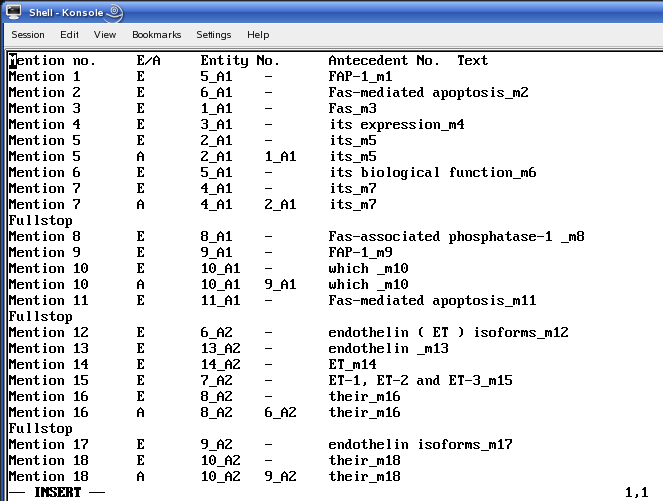 Shell - Konsole
Session Edit View Bookmarks Settings Help
Mention no. E/A Entity No. Antecedent No. Text
Mention 1 E 5_A1 - FAP-1_m1
Mention 2 E 6_A1 - Fas-mediated apoptosis_m2
Mention 3 E 1_A1 - Fas_m3
Mention 4 E 3_A1 - its expression_m4
Mention 5 E 2_A1 - its_m5
Mention 5 A 2_A1 1_A1 its_m5
Mention 6 E 5_A1 - its biological function_m6
Mention 7 E 4_A1 - its_m7
Mention 7 A 4_A1 2_A1 its_m7
Fullstop
Mention 8 E 8_A1 - Fas-associated phosphatase-1 _m8
Mention 9 E 9_A1 - FAP-1_m9
Mention 10 E 10_A1 - which _m10
Mention 10 A 10_A1 9_A1 which _m10
Mention 11 E 11_A1 - Fas-mediated apoptosis_m11
Fullstop
Mention 12 E 6_A2 - endothelin ( ET ) isoforms_m12
Mention 13 E 13_A2 - endothelin _m13
Mention 14 E 14_A2 - ET_m14
Mention 15 E 7_A2 - ET-1, ET-2 and ET-3_m15
Mention 16 E 8_A2 - their_m16
Mention 16 A 8_A2 6_A2 their_m16
Fullstop
Mention 17 E 9_A2 - endothelin isoforms_m17
Mention 18 E 10_A2 - their_m18
Mention 18 A 10_A2 9_A2 their_m18
-- INSERT -- 1,1